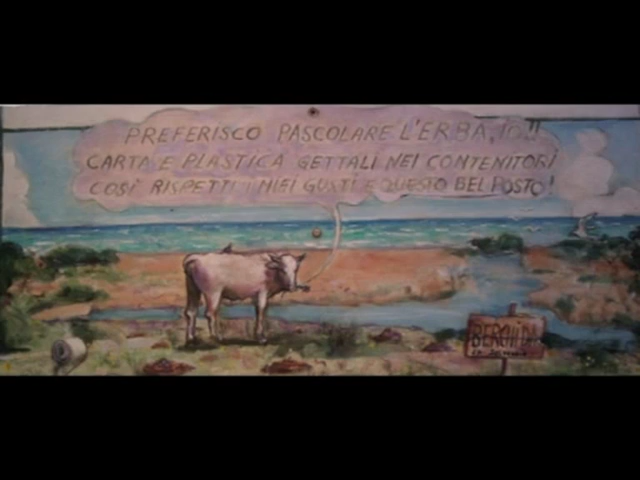 PREFERISCO PASCOLARE L'ERBA, IO!!
CARTA E PLASTICA GETTALI NEI CONTENITORI
COSÌ RISPETTI I MIEI GUSTI E QUESTO BEL POSTO!
BERCHIDA